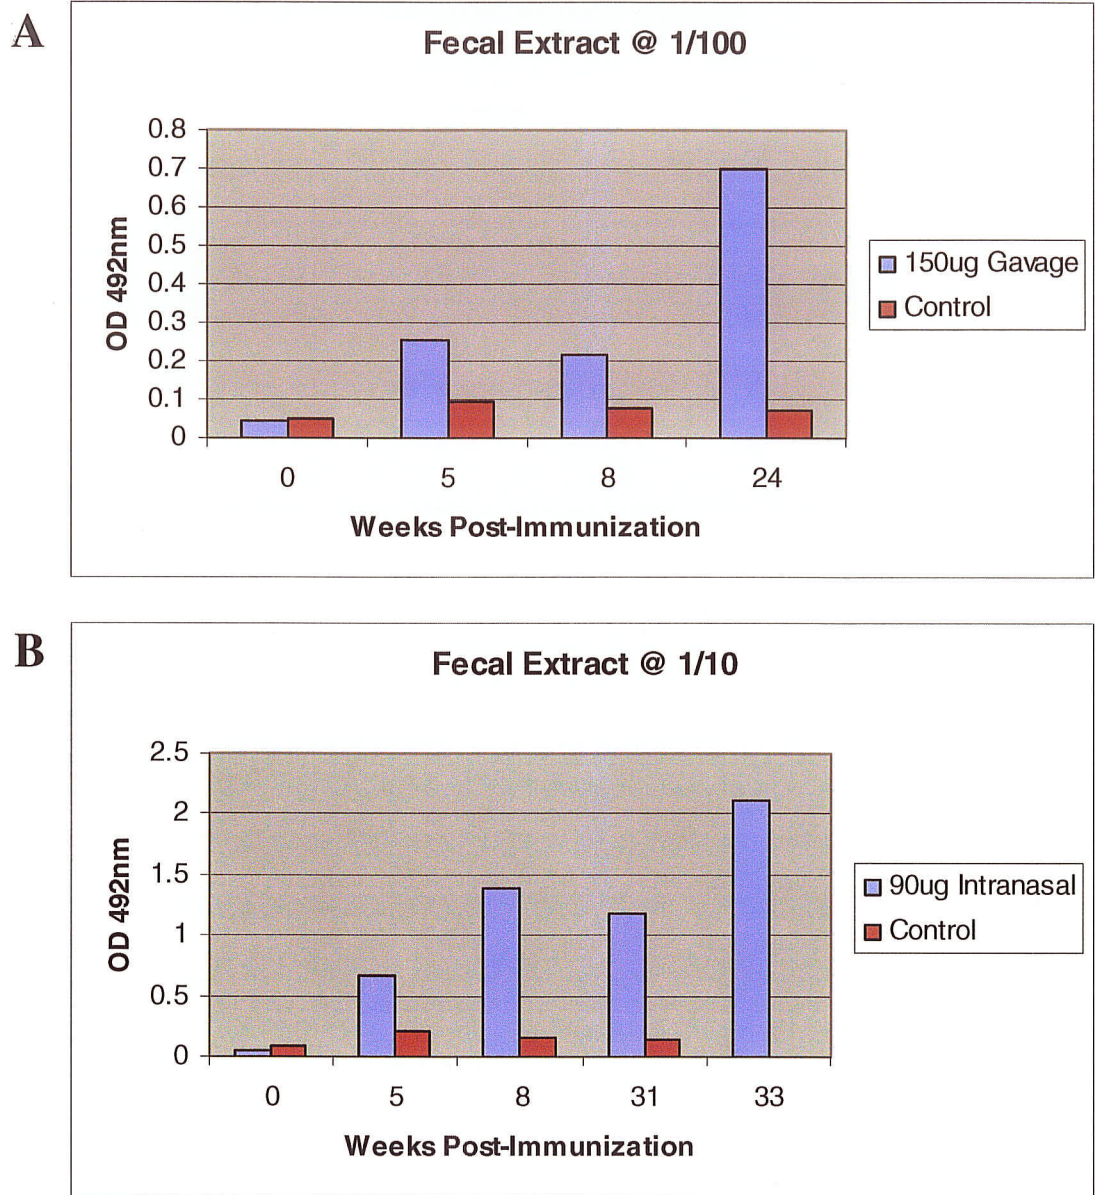 A
Fecal Extract @ 1/100
0.8
0.7
0.6
0.5
0.4
0.3
0.2
0.1
0
OD 492nm
0 5 8 24
Weeks Post-Immunization
150ug Gavage
Control
B
Fecal Extract @ 1/10
2.5
2
1.5
1
0.5
0
OD 492nm
0 5 8 31 33
Weeks Post-Immunization
90ug Intranasal
Control